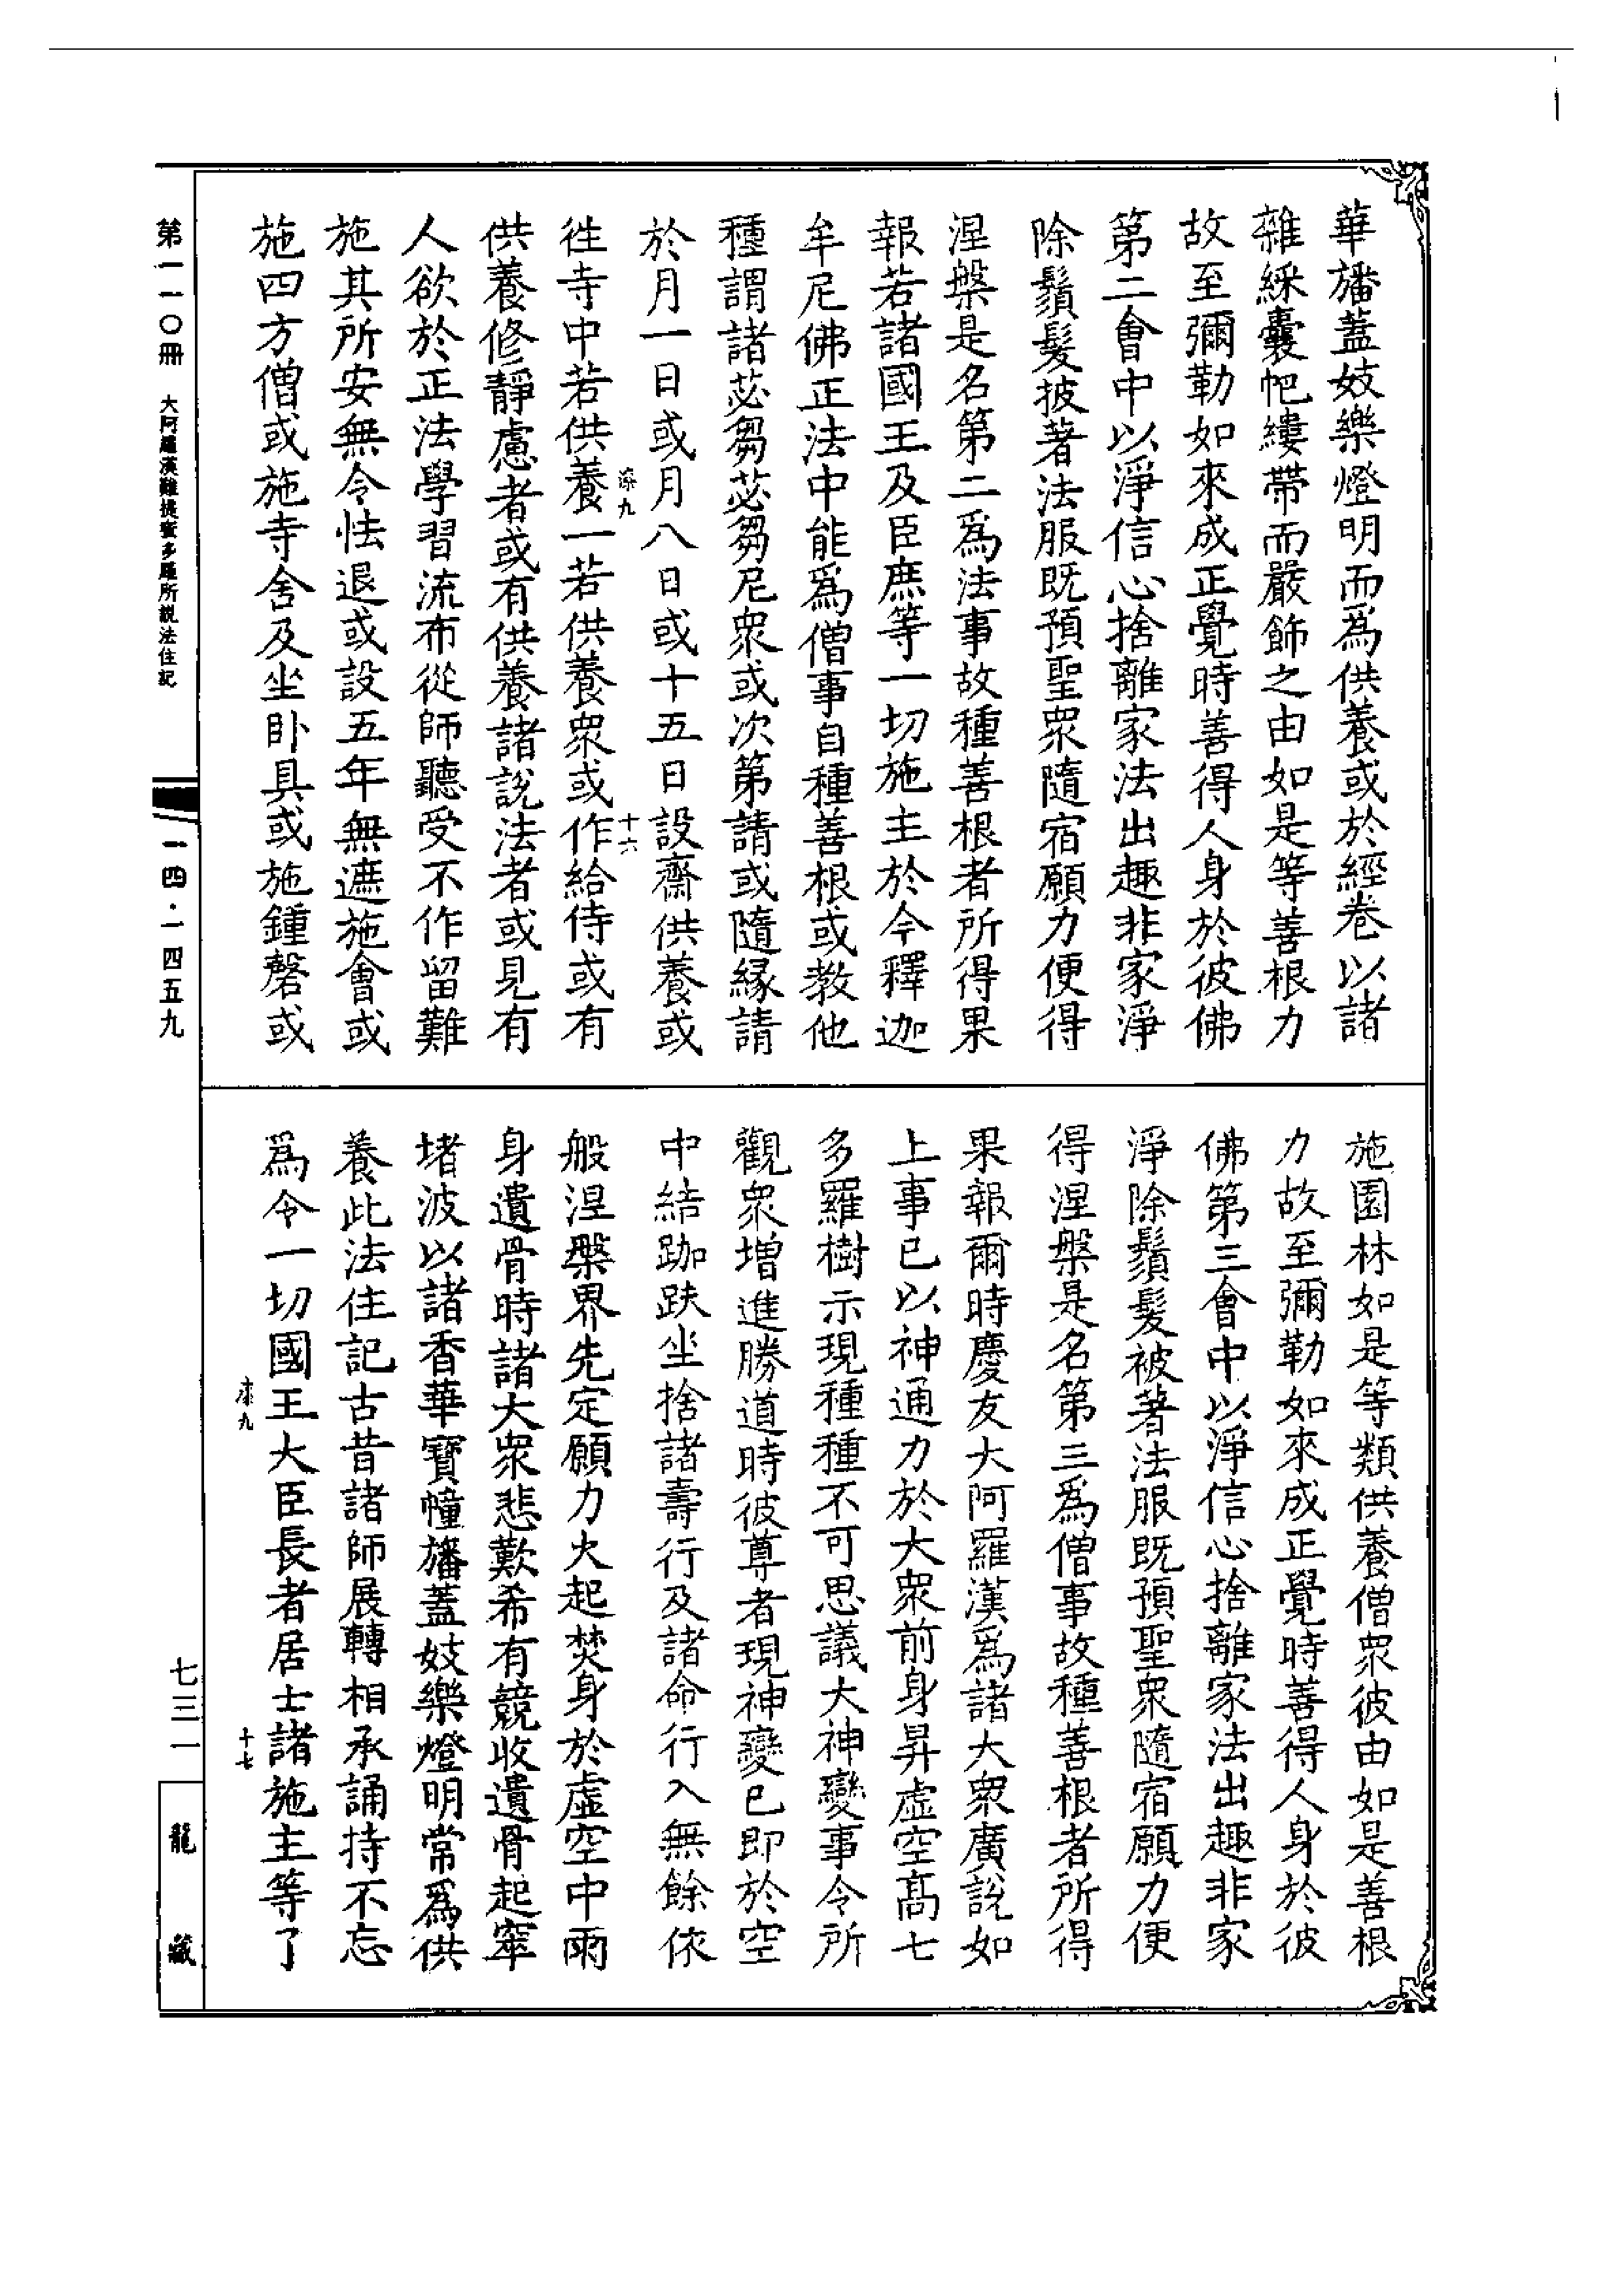 華旛蓋妓樂燈明而爲供養或於經卷以諸
雜綵囊帊縷帶而嚴飾之由如是等善根力
故至彌勒如來成正覺時善得人身於彼佛
第二會中以淨信心捨離家法出趣非家淨
除鬚髮披著法服既預聖衆隨宿願力便得
涅槃是名第二爲法事故種善根者所得果
報若諸國王及臣庶等一切施主於今釋迦
牟尼佛正法中能爲僧事自種善根或教他
種謂諸苾芻苾芻尼衆或次第請或隨緣請
於月一日或月八日或十五日設齋供養或
漆九
十六
徃寺中若供養一若供養衆或作給侍或有
供養修靜慮者或有供養諸說法者或見有
人欲於正法學習流布從師聽受不作留難
施其所安無令怯退或設五年無遮施會或
施四方僧或施寺舍及坐卧具或施鍾磬或
施園林如是等類供養僧衆彼由如是善根
力故至彌勒如來成正覺時善得人身於彼
佛第三會中以淨信心捨離家法出趣非家
淨除鬚髮被著法服既預聖衆隨宿願力便
得涅槃是名第三爲僧事故種善根者所得
果報爾時慶友大阿羅漢爲諸大衆廣說如
上事已以神通力於大衆前身昇虛空髙七
多羅樹示現種種不可思議大神變事令所
觀衆增進勝道時彼尊者現神變已即於空
中結跏趺坐捨諸壽行及諸命行入無餘依
般涅槃界先定願力火起焚身於虛空中雨
身遺骨時諸大衆悲歎希有競收遺骨起窣
堵波以諸香華寶幢旛蓋妓樂燈明常爲供
養此法住記古昔諸師展轉相承誦持不忘
爲令一切國王大臣長者居士諸施主等了
漆九
十七
第一一〇冊
大阿羅漢難提蜜多羅所說法住記
一四·一四五九
七三一
龍藏